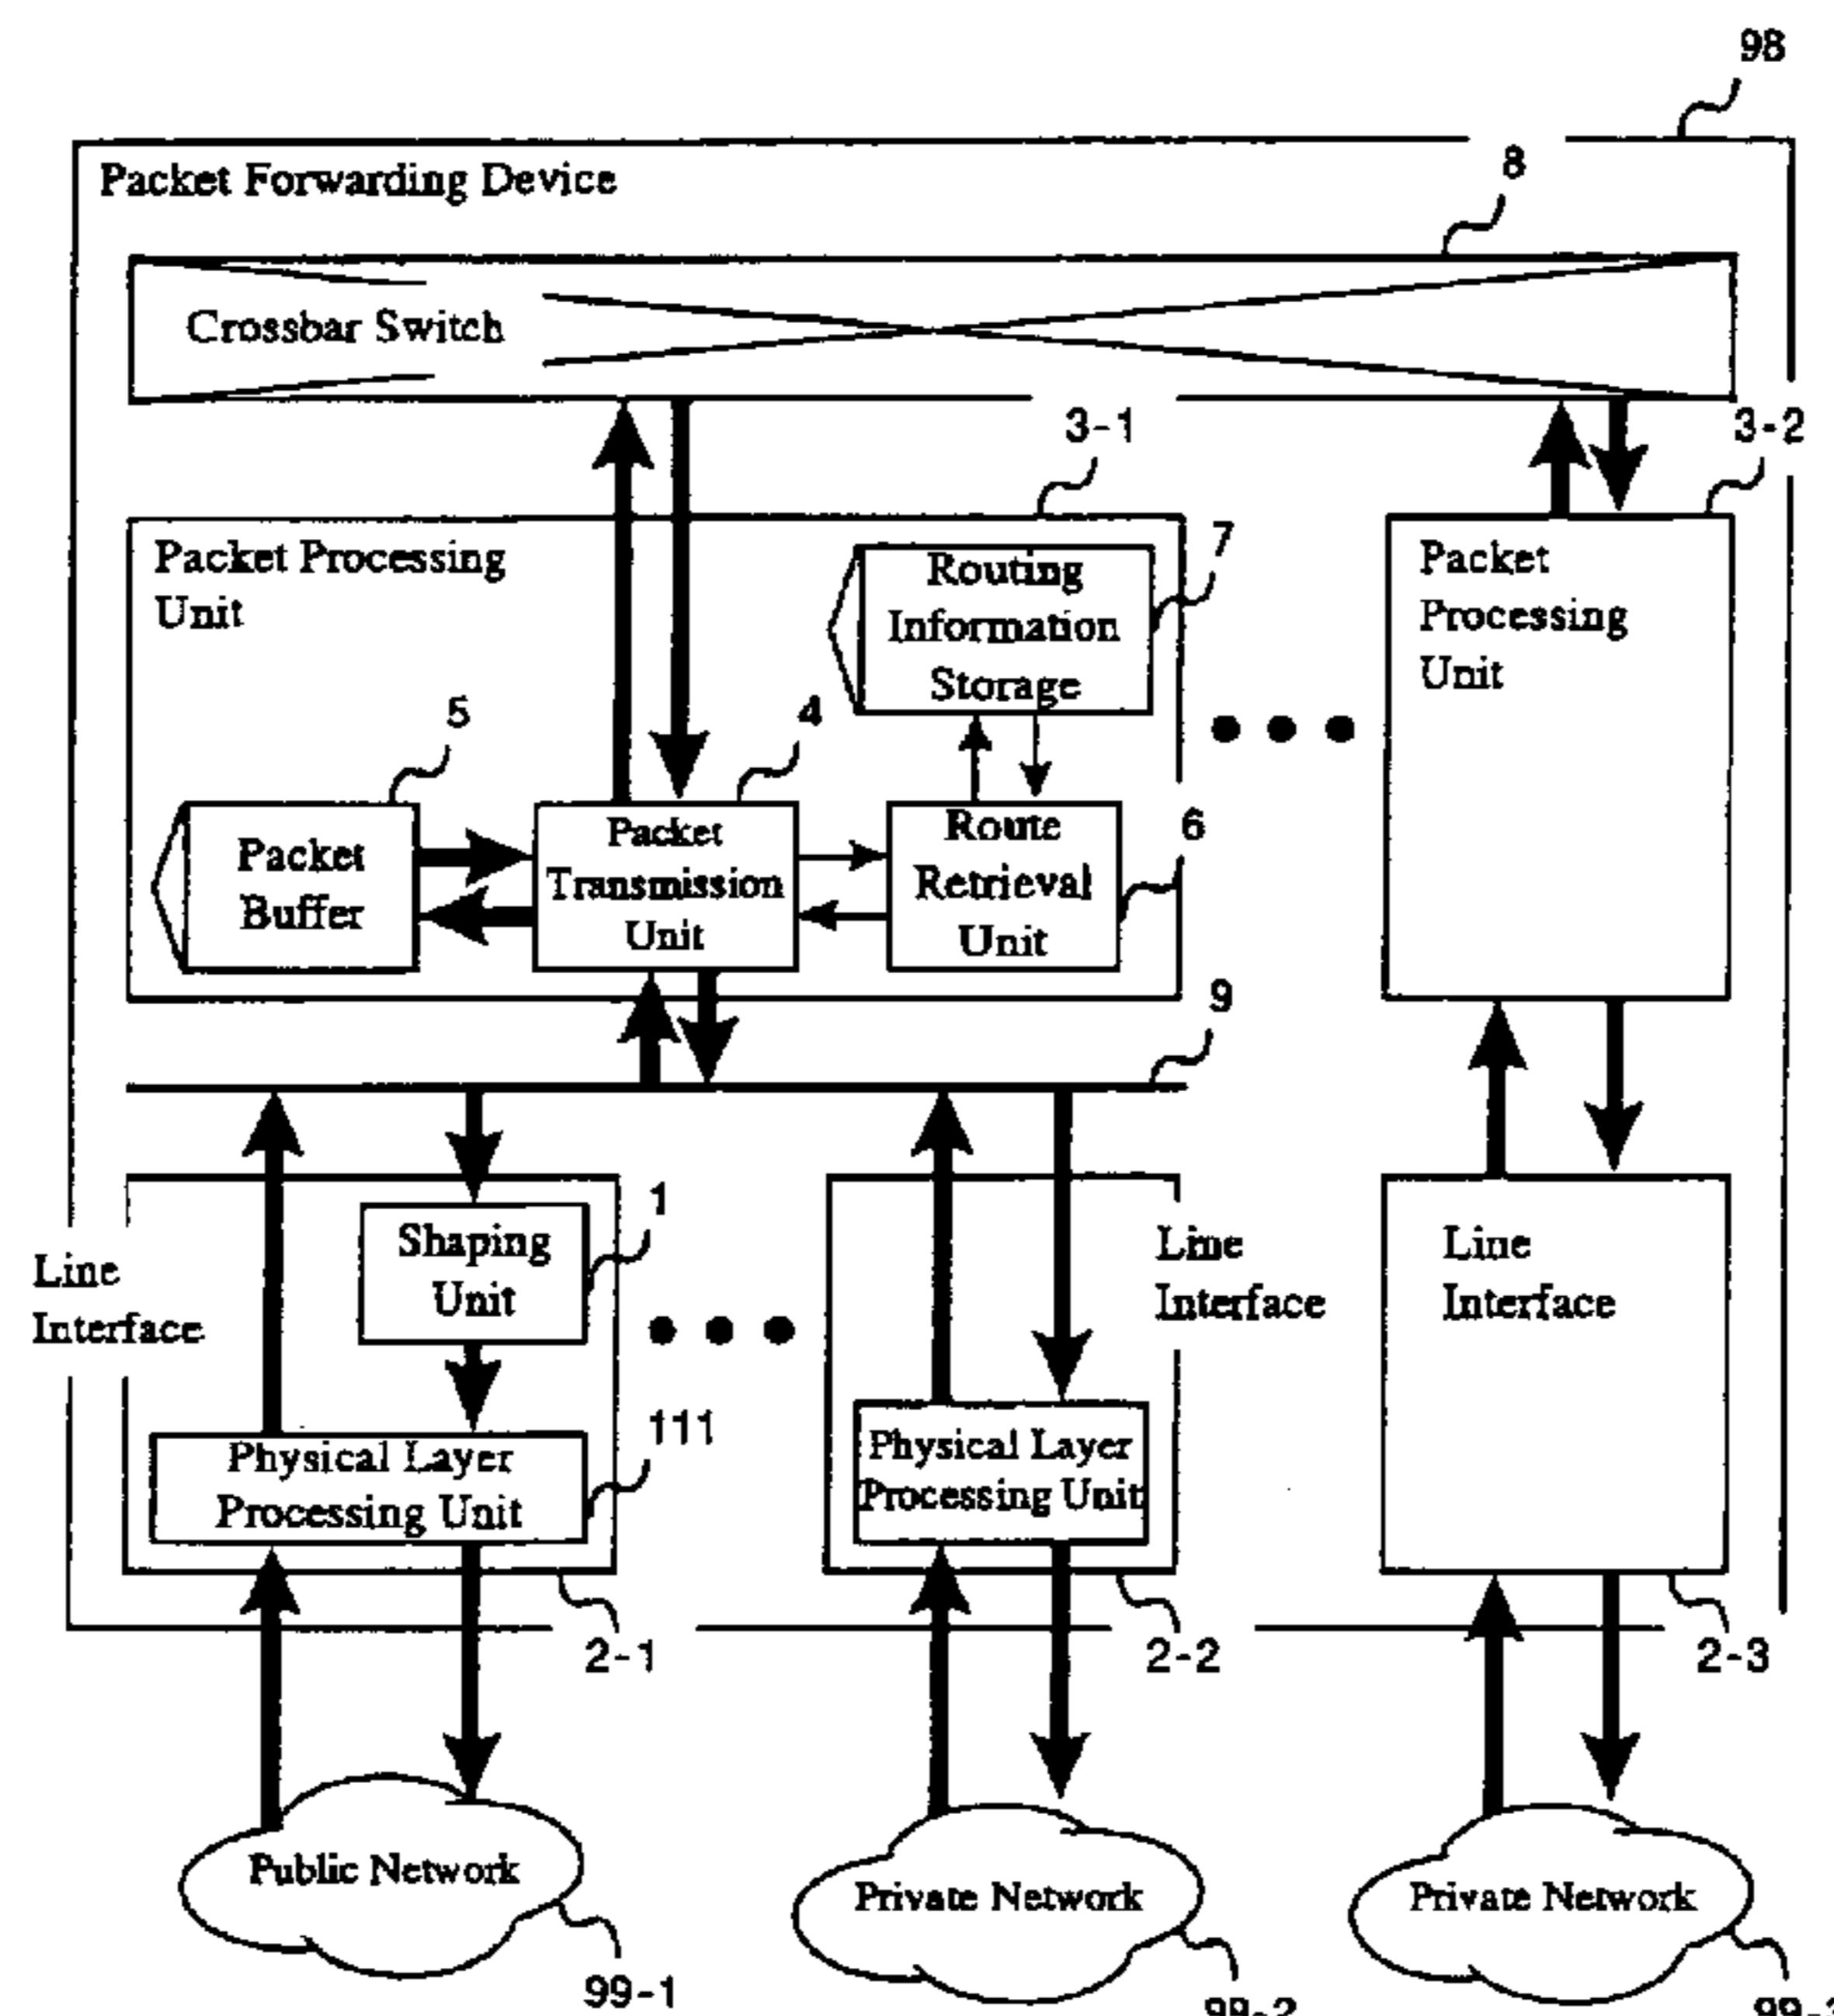 98
Packet Forwarding Device
8
Crossbar Switch
3-1
3-2
Packet Processing
Unit
7
Routing
Information
Storage
Packet
Processing
Unit
5
4
Packet
Buffer
Packet
Transmission
Unit
Route
Retrieval
Unit
6
9
1
Shaping
Unit
Line
Interface
Line
Interface
Line
Interface
111
Physical Layer
Processing Unit
Physical Layer
Processing Unit
2-1
2-2
2-3
Public Network
Private Network
Private Network
99-1
99-2